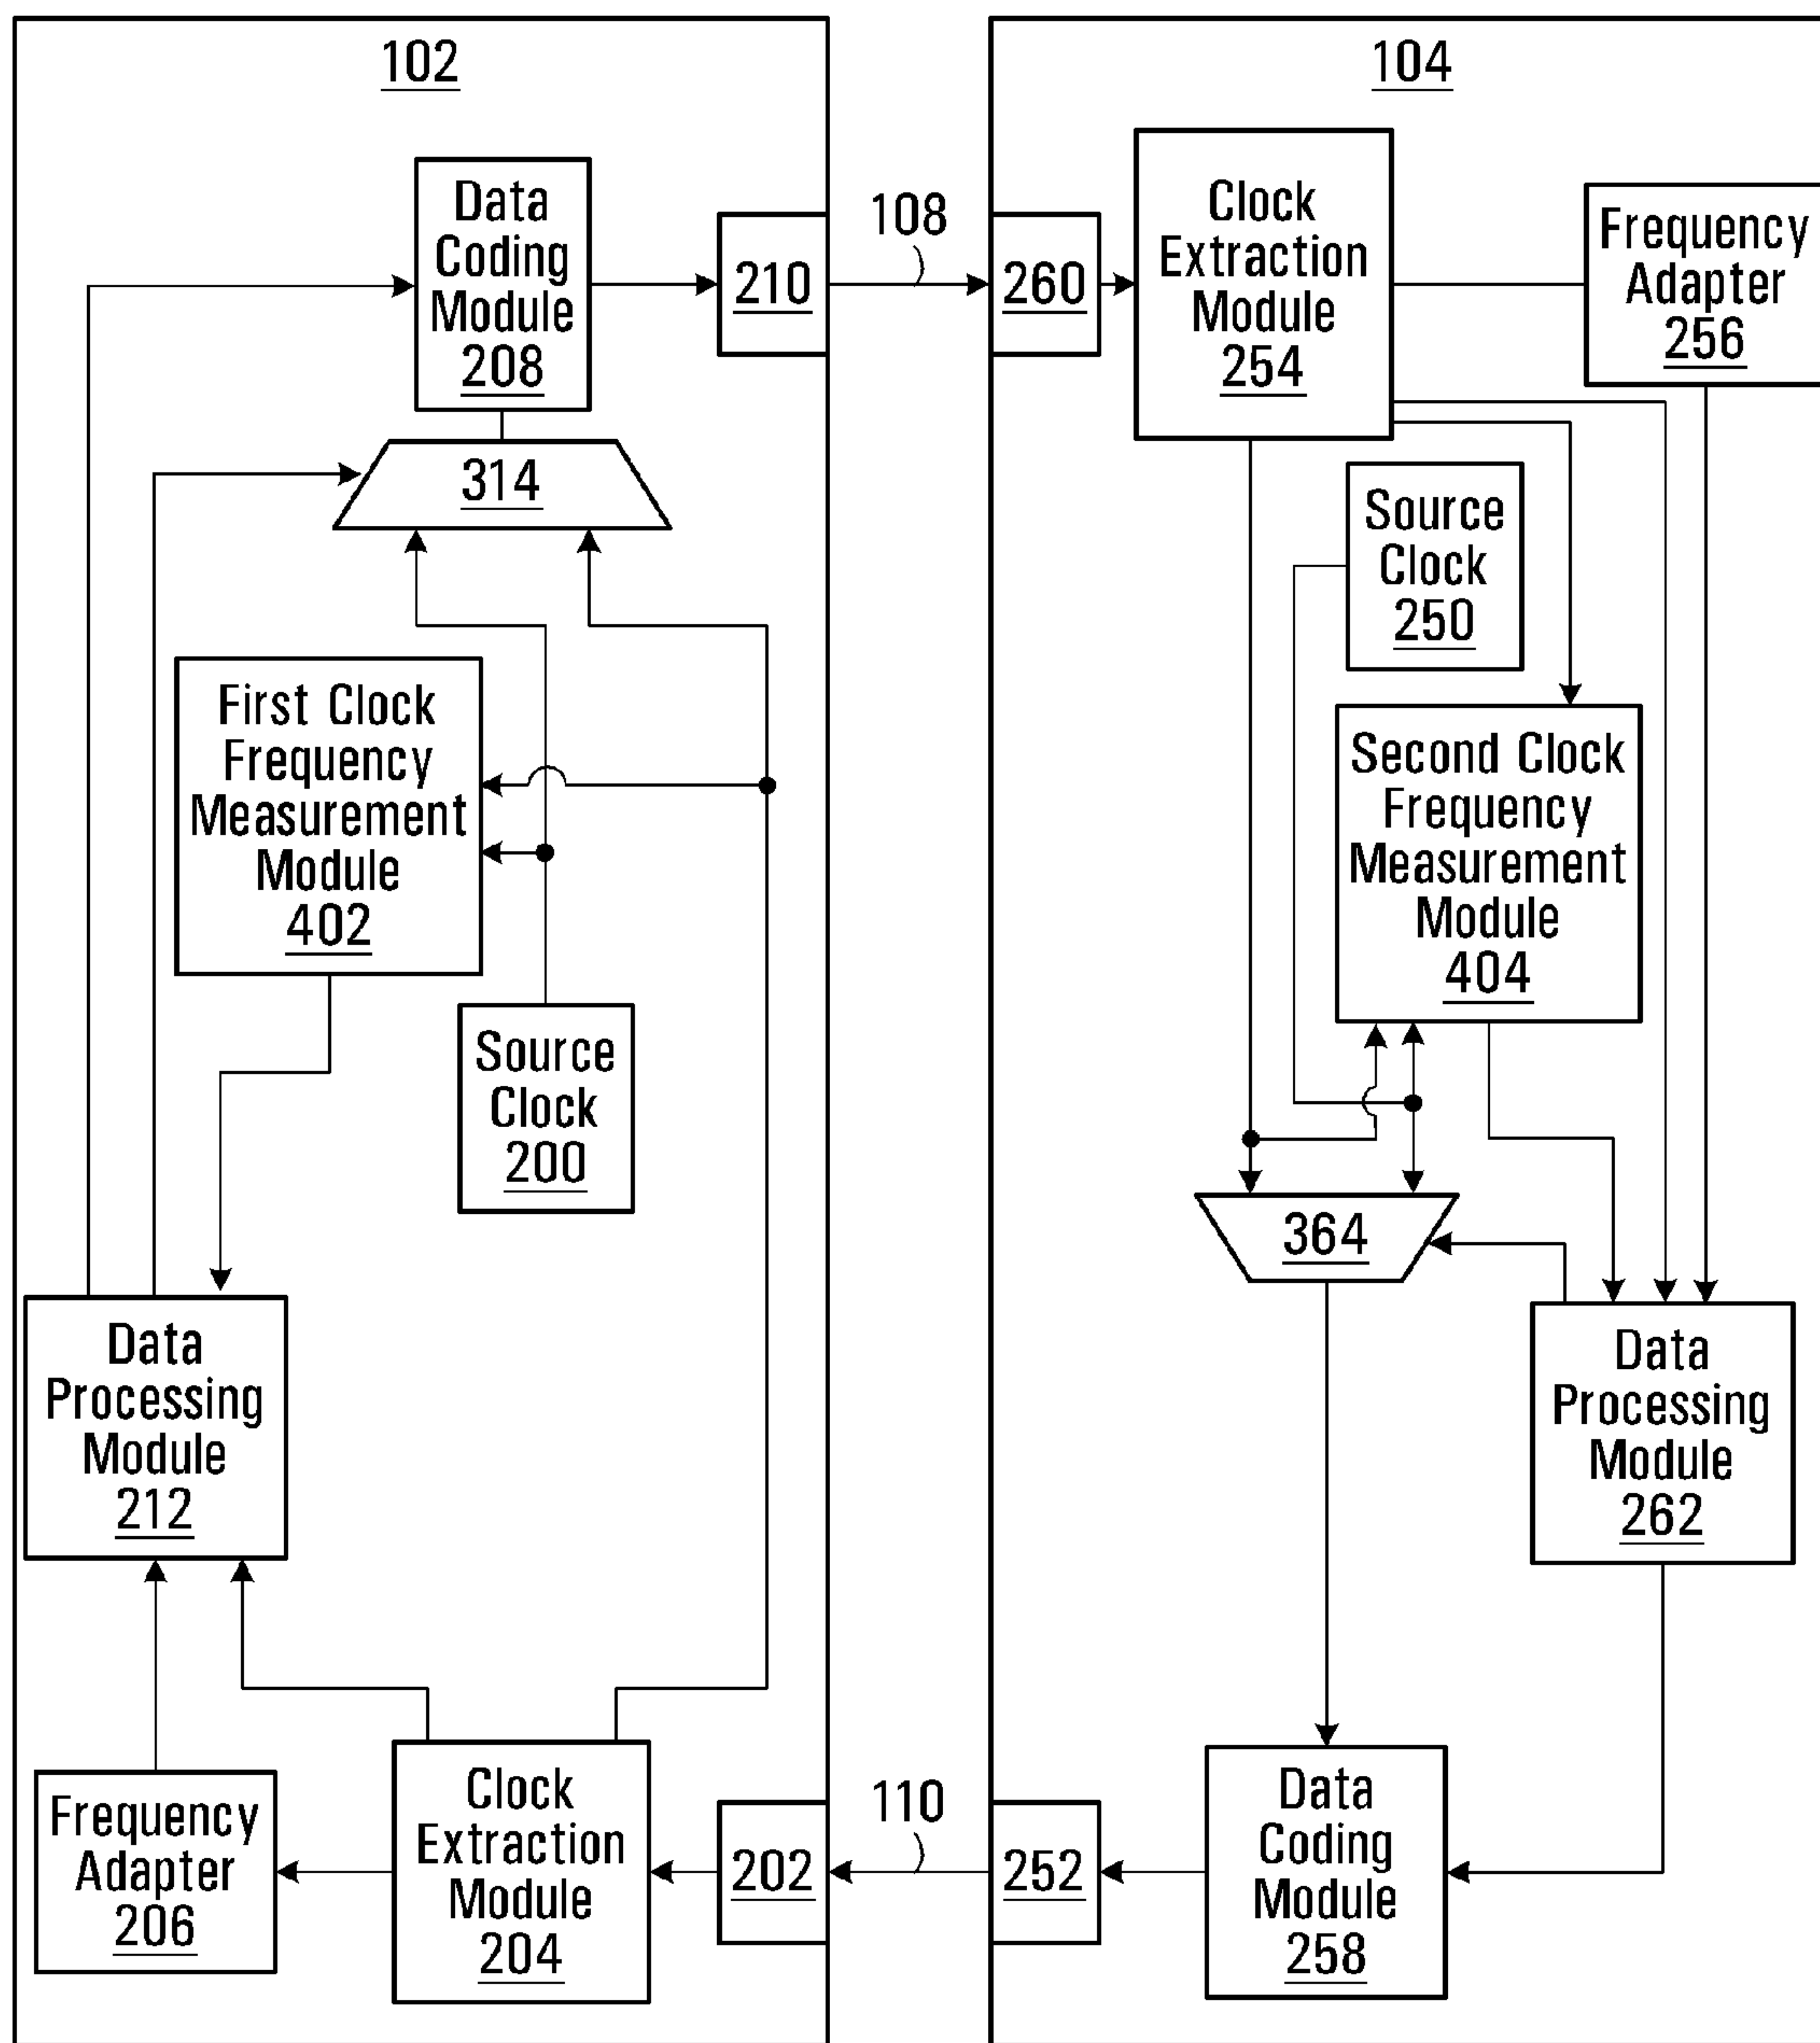 102
Data
Coding
Module
208
210
108
314
First Clock
Frequency
Measurement
Module
402
Source
Clock
200
Data
Processing
Module
212
Frequency
Adapter
206
Clock
Extraction
Module
204
202
110
104
260
Clock
Extraction
Module
254
Frequency
Adapter
256
Source
Clock
250
Second Clock
Frequency
Measurement
Module
404
364
Data
Processing
Module
262
252
Data
Coding
Module
258